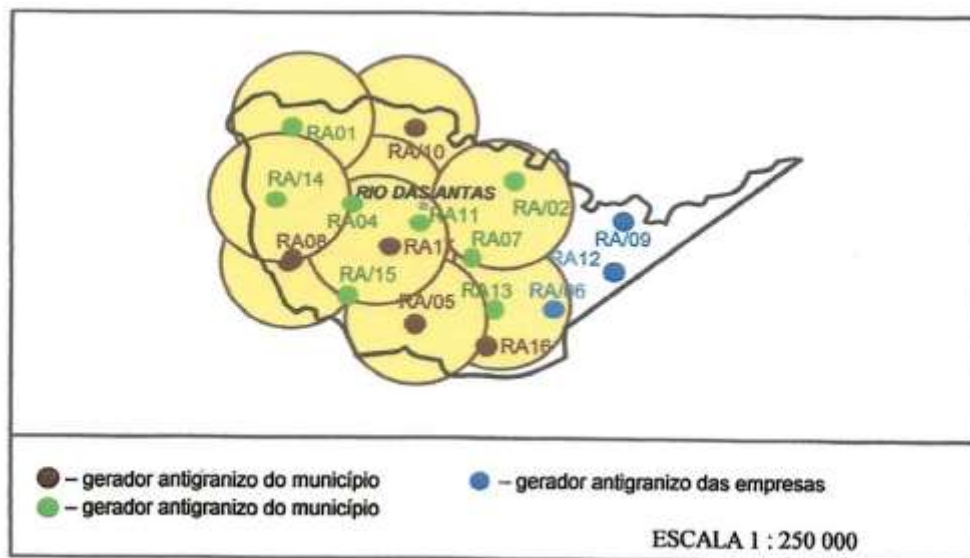 RA01
RA/10
RA/14
RIO DAS ANTAS
RA04
RA11
RA/02
RA08
RA1
RA07
RA/09
RA12
RA/15
RA/05
RA13
RA/06
RA16
– gerador antigranizo do município
– gerador antigranizo das empresas
– gerador antigranizo do município
ESCALA 1 : 250 000